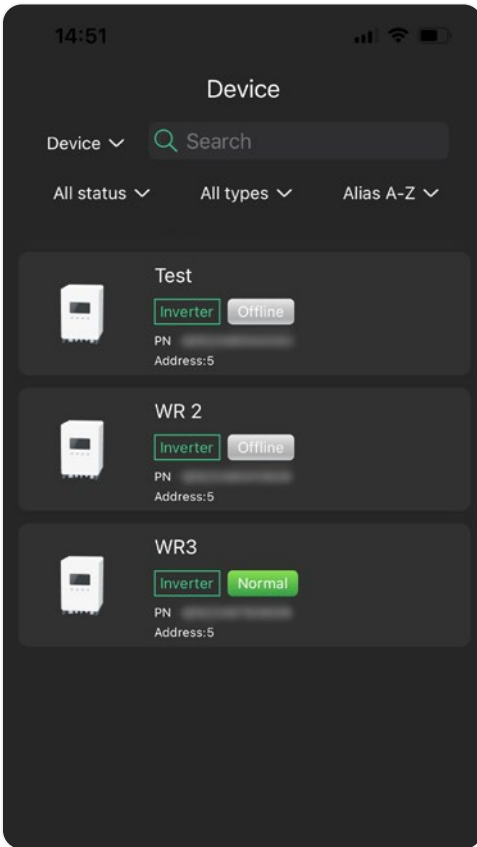 14:51
Device
Device Search
All status All types Alias A-Z
Test
Inverter Offline
PN
Address:5
WR 2
Inverter Offline
PN
Address:5
WR3
Inverter Normal
PN
Address:5